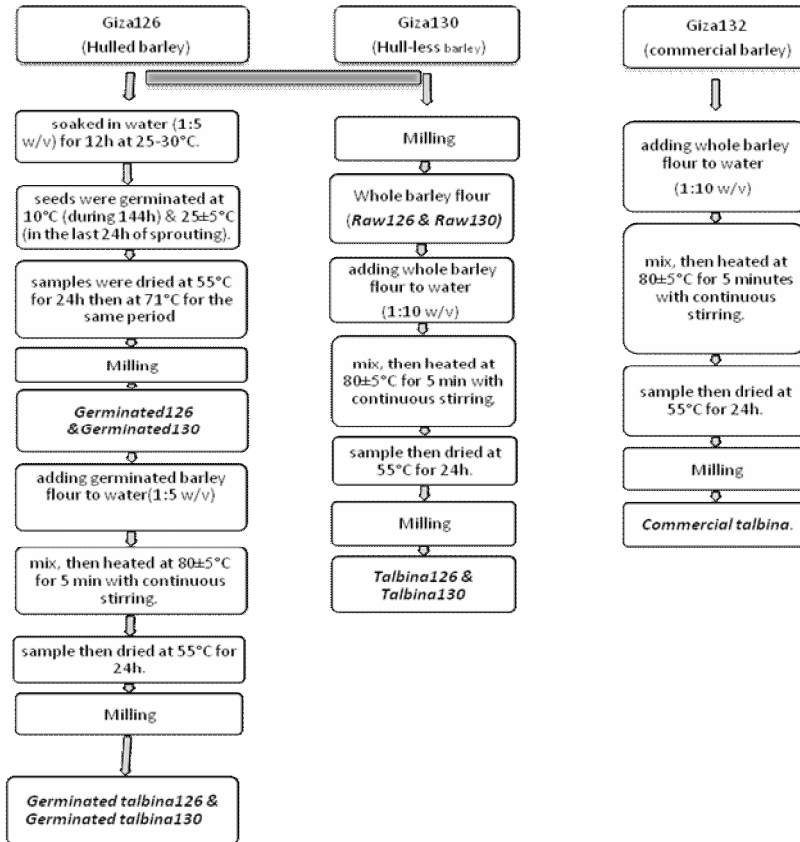 Giza126
(Hulled barley)
soaked in water (1:5
w/v) for 12h at 25-30°C.
seeds were germinated at
10°C (during 144h) & 25±5°C
(in the last 24h of sprouting).
samples were dried at 55°C
for 24h then at 71°C for the
same period
Milling
Germinated126
&Germinated130
adding germinated barley
flour to water(1:5 w/v)
mix, then heated at 80±5°C
for 5 min with continuous
stirring.
sample then dried at 55°C for
24h.
Milling
Germinated talbina126 &
Germinated talbina130
Giza130
(Hull-less barley)
Milling
Whole barley flour
(Raw126 & Raw130)
adding whole barley
flour to water
(1:10 w/v)
mix, then heated at
80±5°C for 5 min with
continuous stirring.
sample then dried at
55°C for 24h.
Milling
Talbina126 &
Talbina130
Giza132
(commercial barley)
adding whole barley
flour to water
(1:10 w/v)
mix, then heated at
80±5°C for 5 minutes
with continuous
stirring.
sample then dried at
55°C for 24h.
Milling
Commercial talbina.